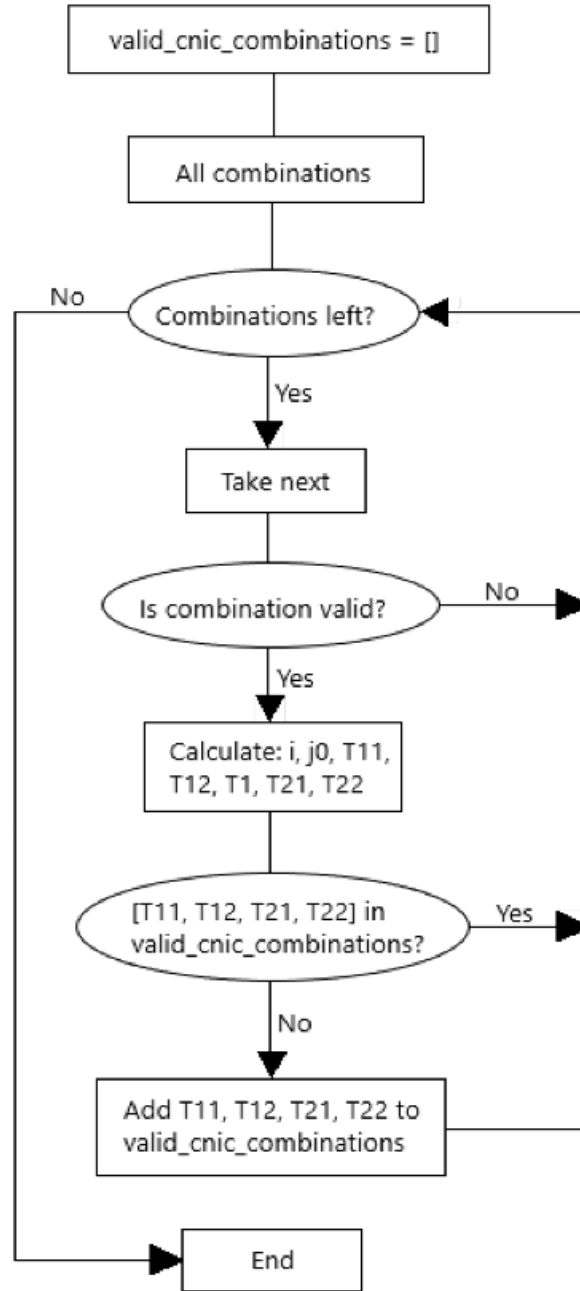 valid_cnic_combinations = []
All combinations
No
Combinations left?
Yes
Take next
Is combination valid?
No
Yes
Calculate: i, j0, T11,
T12, T1, T21, T22
[T11, T12, T21, T22] in
valid_cnic_combinations?
Yes
No
Add T11, T12, T21, T22 to
valid_cnic_combinations
End